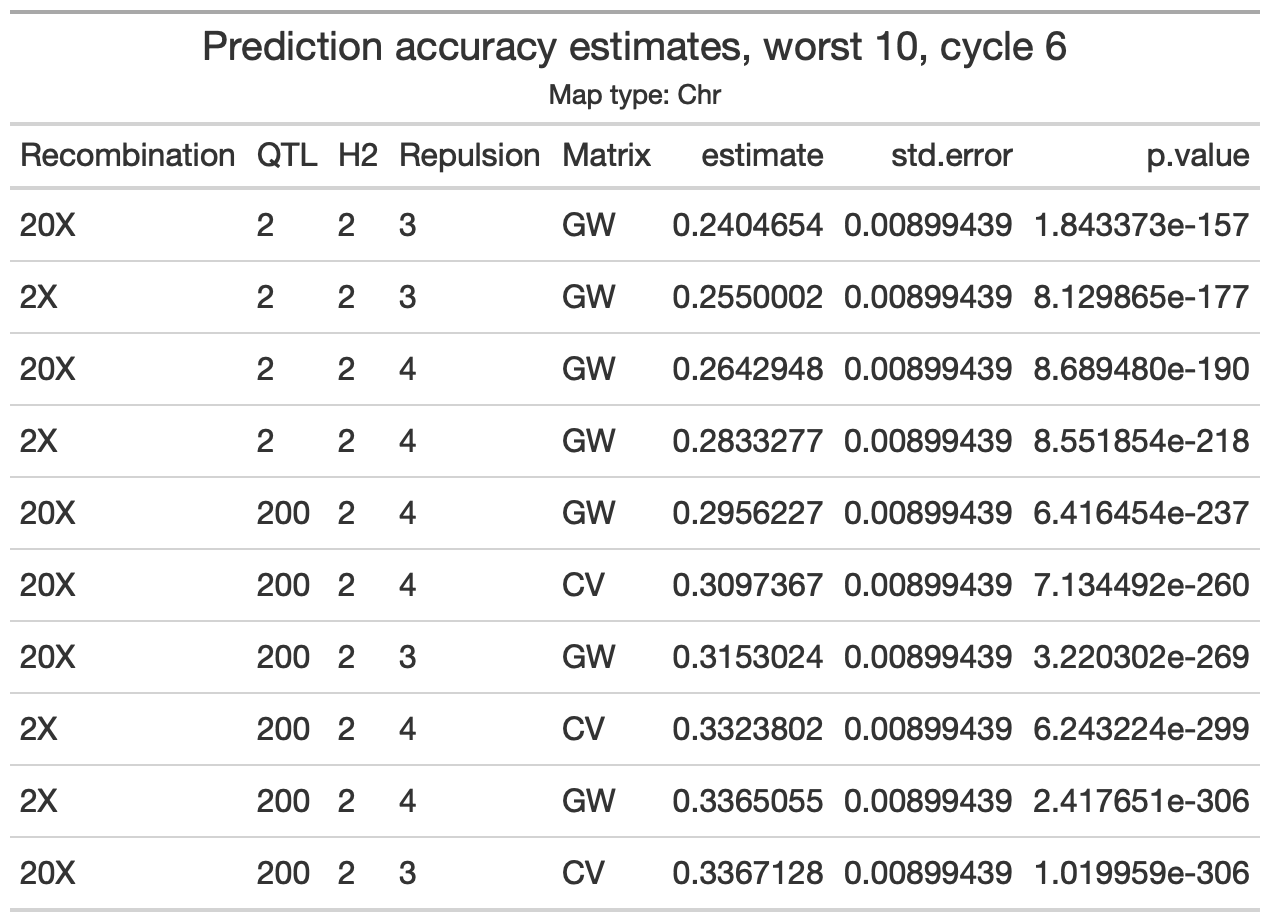 Prediction accuracy estimates, worst 10, cycle 6
Map type: Chr
Recombination QTL H2 Repulsion Matrix estimate std.error p.value
20X 2 2 3 GW 0.2404654 0.00899439 1.843373e-157
2X 2 2 3 GW 0.2550002 0.00899439 8.129865e-177
20X 2 2 4 GW 0.2642948 0.00899439 8.689480e-190
2X 2 2 4 GW 0.2833277 0.00899439 8.551854e-218
20X 200 2 4 GW 0.2956227 0.00899439 6.416454e-237
20X 200 2 4 CV 0.3097367 0.00899439 7.134492e-260
20X 200 2 3 GW 0.3153024 0.00899439 3.220302e-269
2X 200 2 4 CV 0.3323802 0.00899439 6.243224e-299
2X 200 2 4 GW 0.3365055 0.00899439 2.417651e-306
20X 200 2 3 CV 0.3367128 0.00899439 1.019959e-306